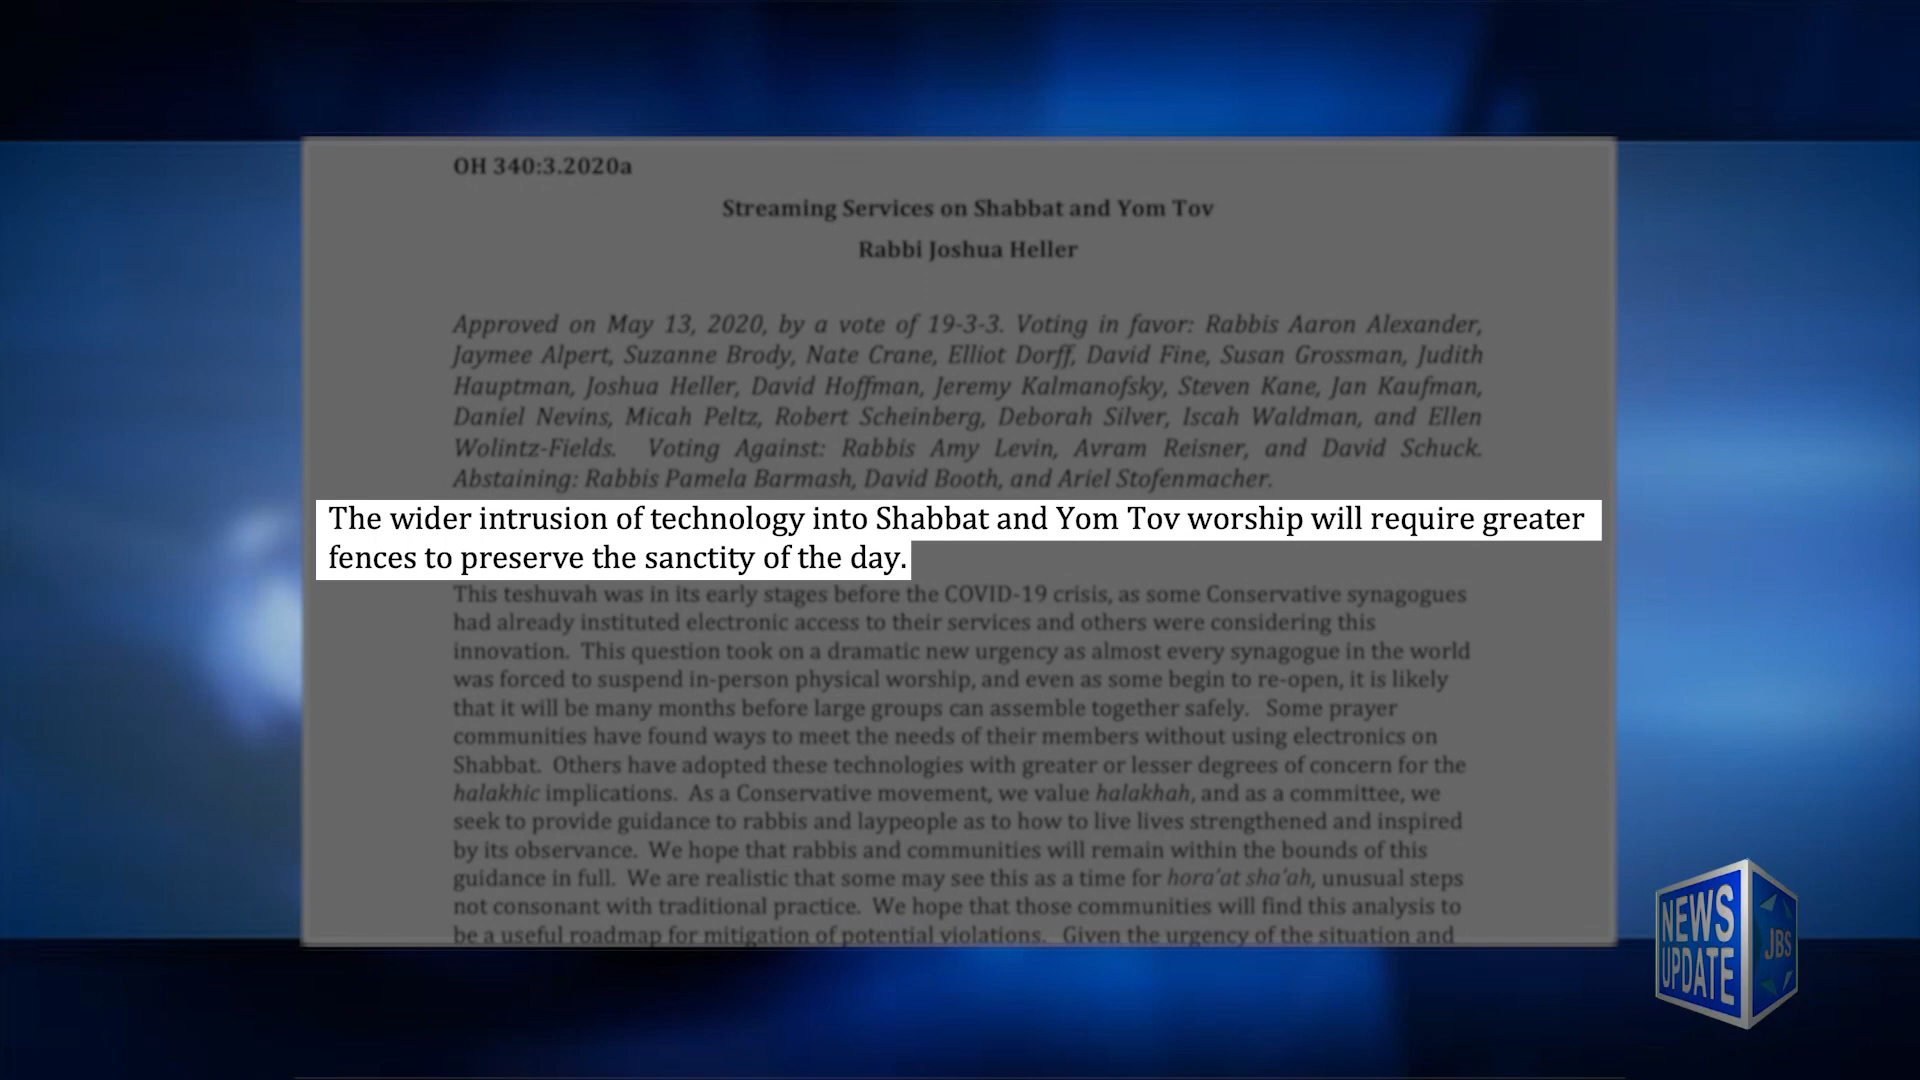 OH 340:3.2020a
Streaming Services on Shabbat and Yom Tov
Rabbi Joshua Heller
Approved on May 13, 2020, by a vote of 19-3-3. Voting in favor: Rabbis Aaron Alexander,
Jaymee Alpert, Suzanne Brody, Nate Crane, Elliot Dorff, David Fine, Susan Grossman, Judith
Hauptman, Joshua Heller, David Hoffman, Jeremy Kalmanofsky, Steven Kane, Jan Kaufman,
Daniel Nevins, Micah Peltz, Robert Scheinberg, Deborah Silver, Iscah Waldman, and Ellen
Wolintz-Fields. Voting Against: Rabbis Amy Levin, Avram Reisner, and David Schuck.
Abstaining: Rabbis Pamela Barmash, David Booth, and Ariel Stofenmacher.
The wider intrusion of technology into Shabbat and Yom Tov worship will require greater
fences to preserve the sanctity of the day.
This teshuvah was in its early stages before the COVID-19 crisis, as some Conservative synagogues
had already instituted electronic access to their services and others were considering this
innovation. This question took on a dramatic new urgency as almost every synagogue in the world
was forced to suspend in-person physical worship, and even as some begin to re-open, it is likely
that it will be many months before large groups can assemble together safely. Some prayer
communities have found ways to meet the needs of their members without using electronics on
Shabbat. Others have adopted these technologies with greater or lesser degrees of concern for the
halakhic implications. As a Conservative movement, we value halakhah, and as a committee, we
seek to provide guidance to rabbis and laypeople as to how to live lives strengthened and inspired
by its observance. We hope that rabbis and communities will remain within the bounds of this
guidance in full. We are realistic that some may see this as a time for hora'at sha'ah, unusual steps
not consonant with traditional practice. We hope that those communities will find this analysis to
be a useful roadmap for mitigation of potential violations. Given the urgency of the situation and
NEWS
UPDATE
JBS